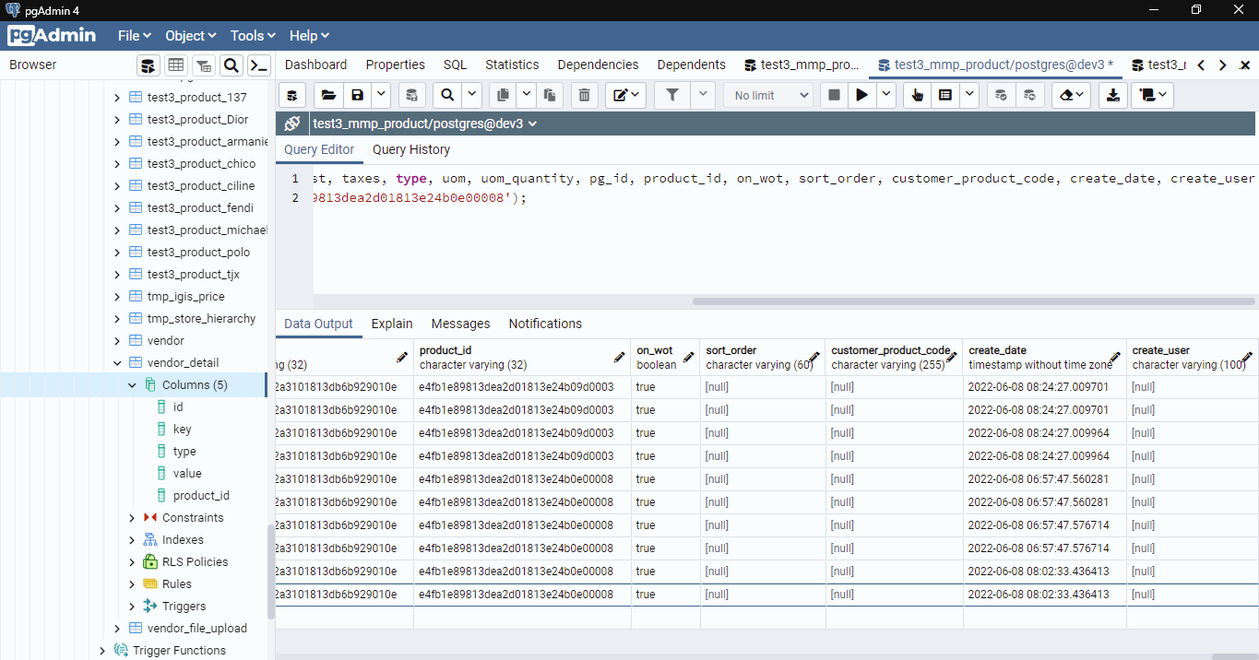 pgAdmin 4
pgAdmin File Object Tools Help
Browser
Dashboard Properties SQL Statistics Dependencies Dependents test3_mmp_pro... test3_mmp_product/postgres@dev3 *
No limit
test3_mmp_product/postgres@dev3
Query Editor Query History
1 st, taxes, type, uom, uom_quantity, pg_id, product_id, on_wot, sort_order, customer_product_code, create_date, create_user
2 9813dea2d01813e24b0e00008');
test3_product_137
test3_product_Dior
test3_product_armanie
test3_product_chico
test3_product_ciline
test3_product_fendi
test3_product_michael
test3_product_polo
test3_product_tjx
tmp_igis_price
tmp_store_hierarchy
vendor
vendor_detail
Columns (5)
id
key
type
value
product_id
Constraints
Indexes
RLS Policies
Rules
Triggers
vendor_file_upload
Trigger Functions
Data Output Explain Messages Notifications
product_id on_wot sort_order customer_product_code create_date create_user
ng (32) character varying (32) boolean character varying (60) character varying (255) timestamp without time zone character varying (100)
2a3101813db6b929010e e4fb1e89813dea2d01813e24b09d0003 true [null] [null] 2022-06-08 08:24:27.009701 [null]
2a3101813db6b929010e e4fb1e89813dea2d01813e24b09d0003 true [null] [null] 2022-06-08 08:24:27.009701 [null]
2a3101813db6b929010e e4fb1e89813dea2d01813e24b09d0003 true [null] [null] 2022-06-08 08:24:27.009964 [null]
2a3101813db6b929010e e4fb1e89813dea2d01813e24b09d0003 true [null] [null] 2022-06-08 08:24:27.009964 [null]
2a3101813db6b929010e e4fb1e89813dea2d01813e24b0e00008 true [null] [null] 2022-06-08 06:57:47.560281 [null]
2a3101813db6b929010e e4fb1e89813dea2d01813e24b0e00008 true [null] [null] 2022-06-08 06:57:47.560281 [null]
2a3101813db6b929010e e4fb1e89813dea2d01813e24b0e00008 true [null] [null] 2022-06-08 06:57:47.576714 [null]
2a3101813db6b929010e e4fb1e89813dea2d01813e24b0e00008 true [null] [null] 2022-06-08 06:57:47.576714 [null]
2a3101813db6b929010e e4fb1e89813dea2d01813e24b0e00008 true [null] [null] 2022-06-08 08:02:33.436413 [null]
2a3101813db6b929010e e4fb1e89813dea2d01813e24b0e00008 true [null] [null] 2022-06-08 08:02:33.436413 [null]